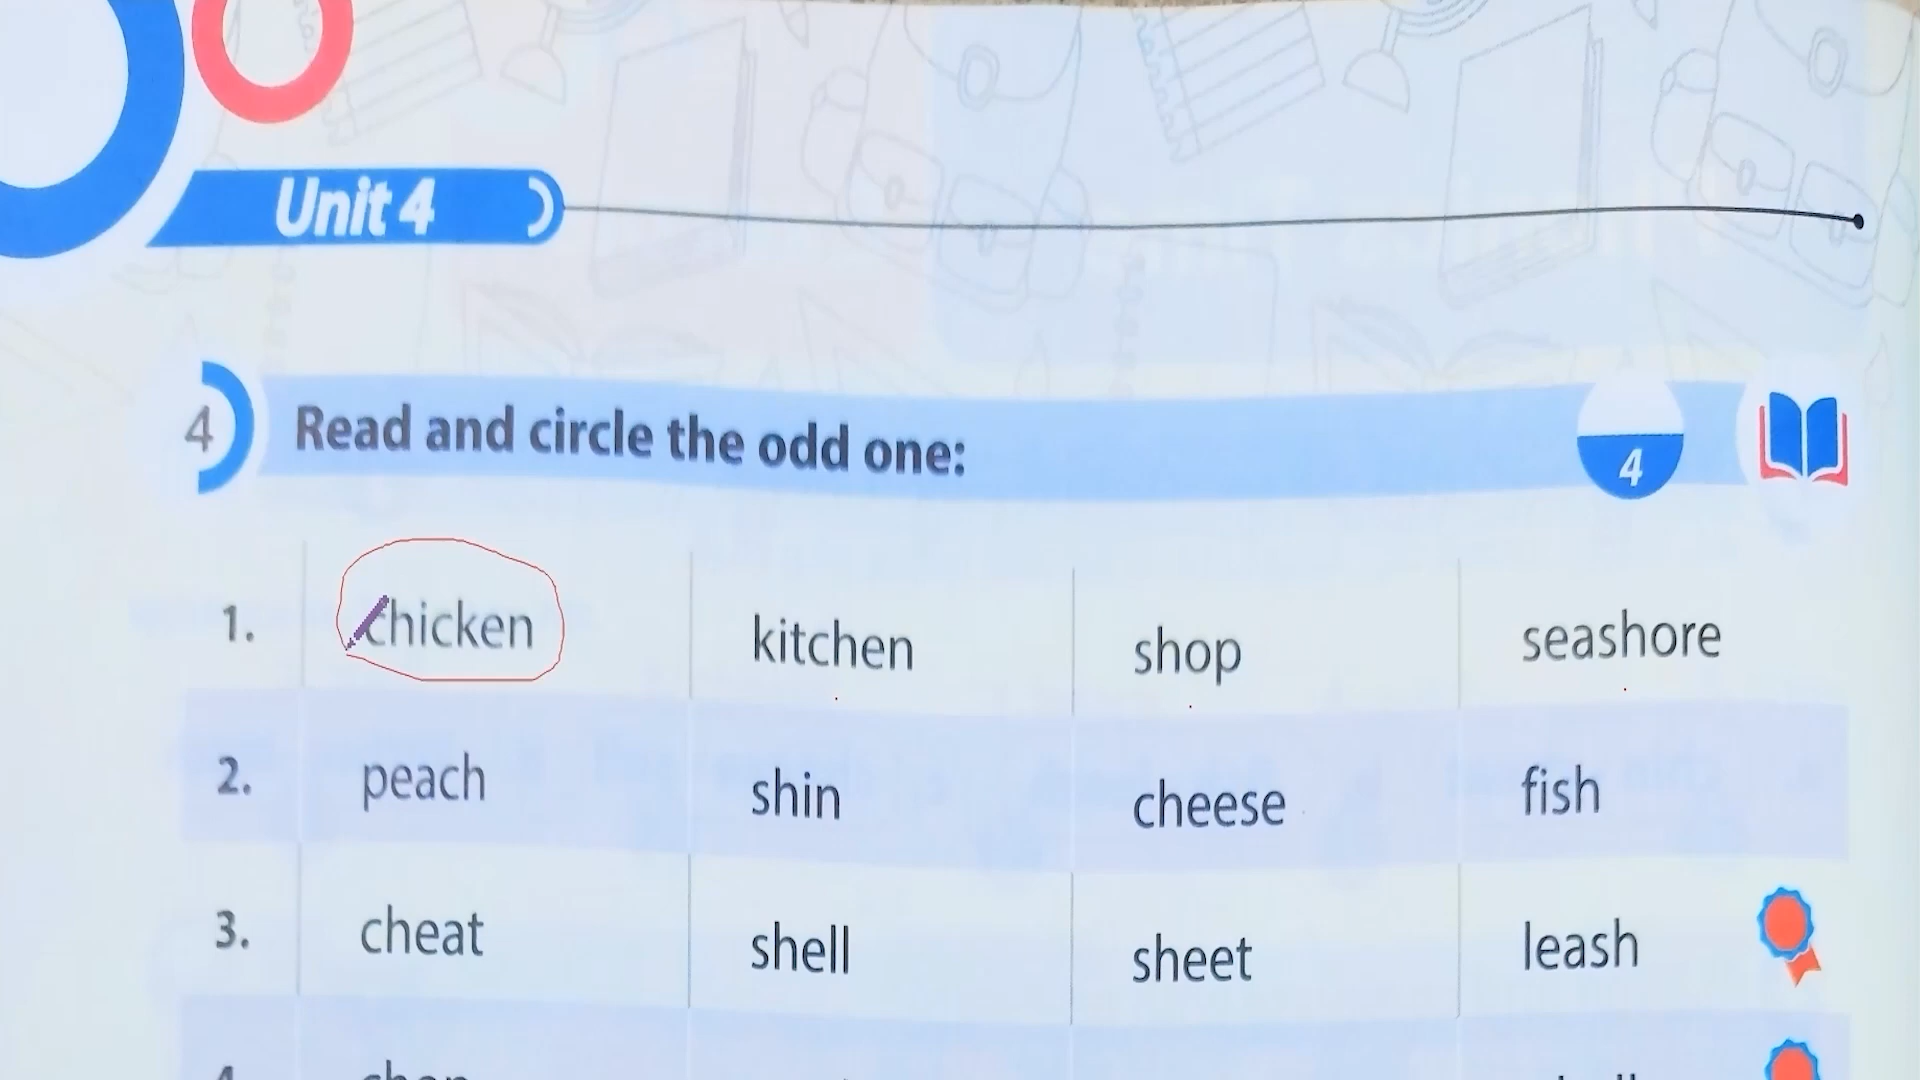 Unit 4
4 Read and circle the odd one: 4
1. chicken kitchen shop seashore
2. peach shin cheese fish
3. cheat shell sheet leash